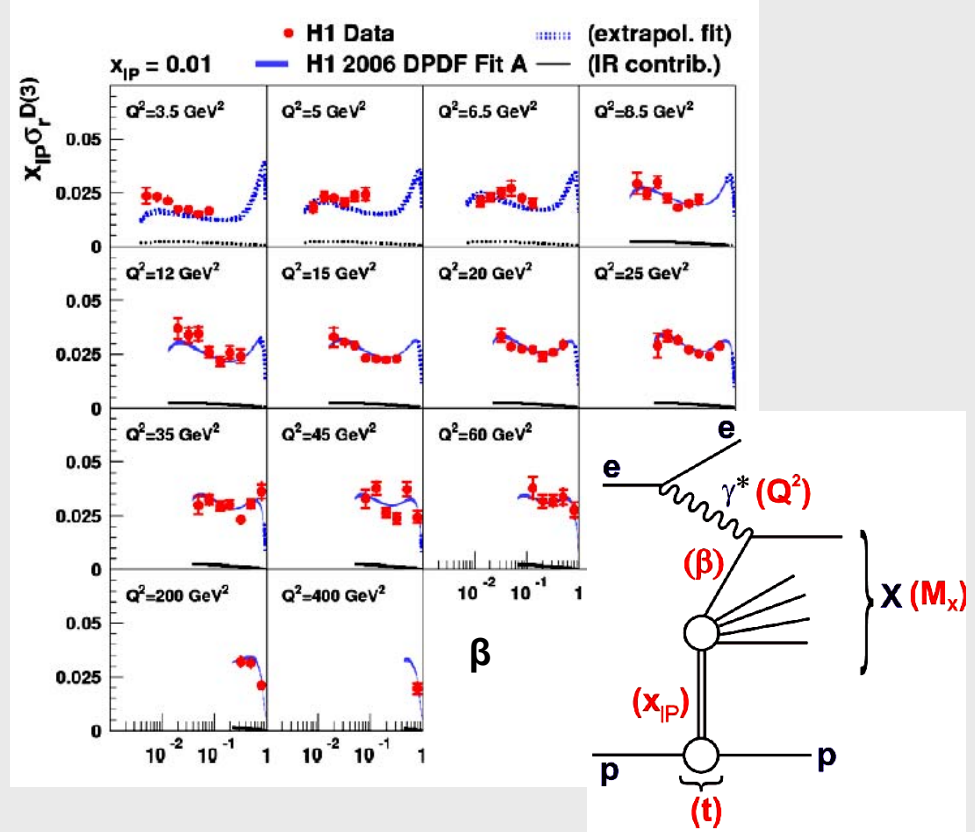 H1 Data (extrapol. fit)
x_IP = 0.01 H1 2006 DPDF Fit A (IR contrib.)
x_IP σ_r^D(3)
Q²=3.5 GeV² Q²=5 GeV² Q²=6.5 GeV² Q²=8.5 GeV²
0.05
0.025
0
Q²=12 GeV² Q²=15 GeV² Q²=20 GeV² Q²=25 GeV²
0.05
0.025
0
Q²=35 GeV² Q²=45 GeV² Q²=60 GeV²
0.05
0.025
0
10⁻² 10⁻¹ 1
Q²=200 GeV² Q²=400 GeV²
0.05
0.025
0
10⁻² 10⁻¹ 1 10⁻² 10⁻¹ 1
β
e
e
γ* (Q²)
(β)
X (M_x)
(x_IP)
p p
(t)